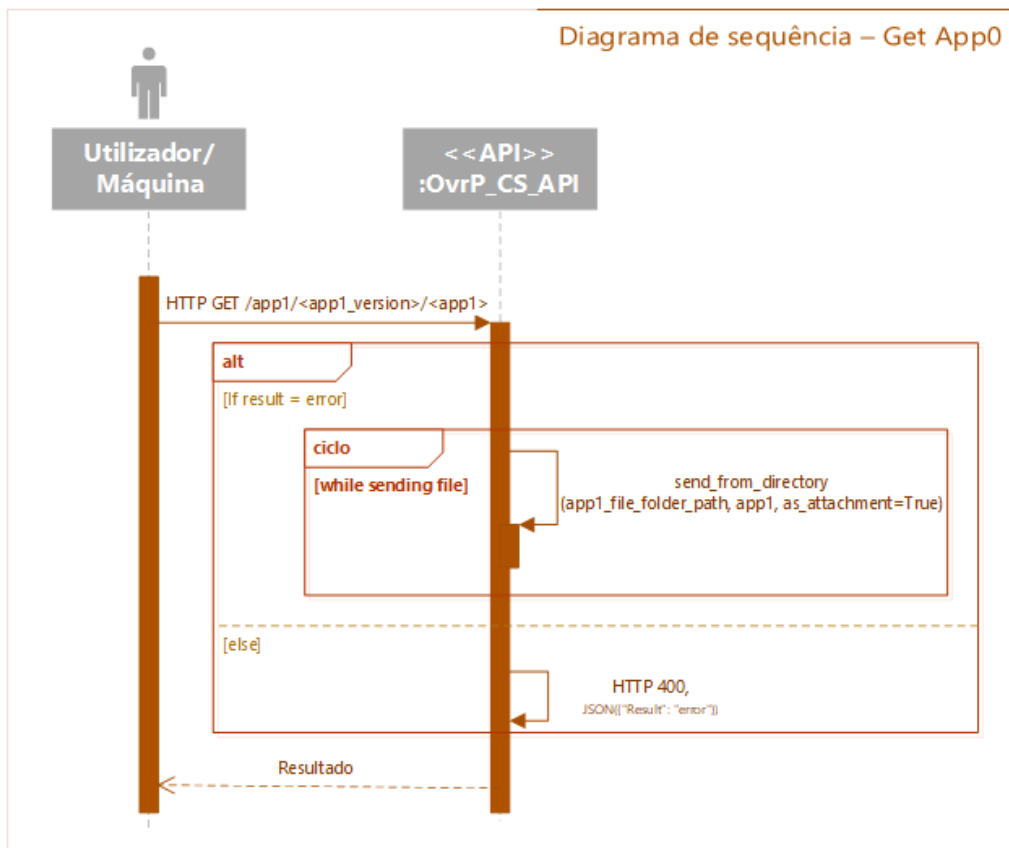 Diagrama de sequência – Get App0
Utilizador/
Máquina
<<API>>
:OvrP_CS_API
HTTP GET /app1/<app1_version>/<app1>
alt
[If result = error]
ciclo
[while sending file]
send_from_directory
(app1_file_folder_path, app1, as_attachment=True)
[else]
HTTP 400,
JSON({"Result": "error"})
Resultado